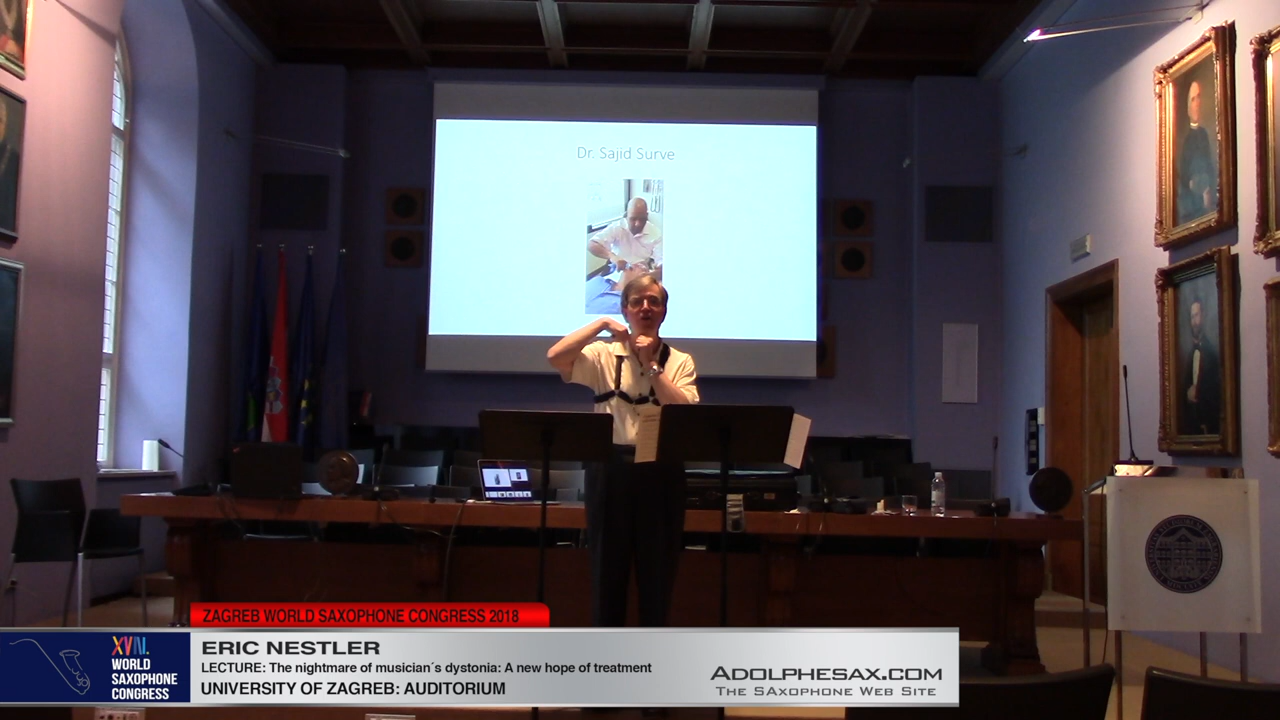 Dr. Sajid Surve
ZAGREB WORLD SAXOPHONE CONGRESS 2018
XVIII.
WORLD
SAXOPHONE
CONGRESS
ERIC NESTLER
LECTURE: The nightmare of musician´s dystonia: A new hope of treatment
UNIVERSITY OF ZAGREB: AUDITORIUM
ADOLPHESAX.COM
THE SAXOPHONE WEB SITE